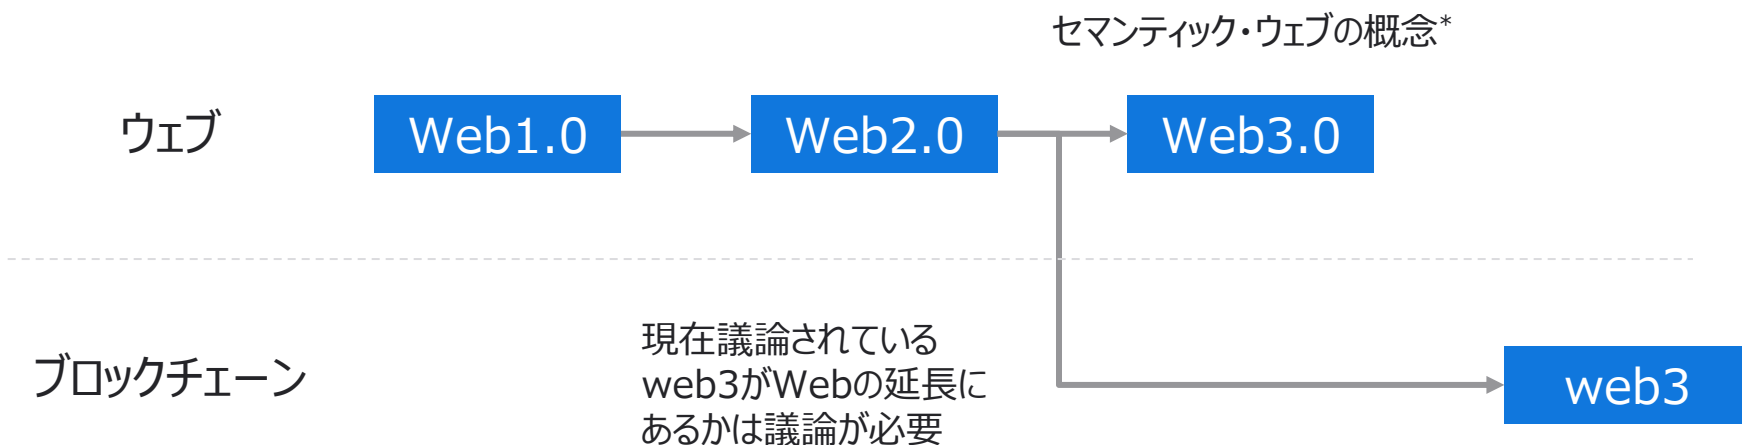 セマンティック・ウェブの概念*
ウェブ
Web1.0
Web2.0
Web3.0
現在議論されている
web3がWebの延長に
あるかは議論が必要
ブロックチェーン
web3